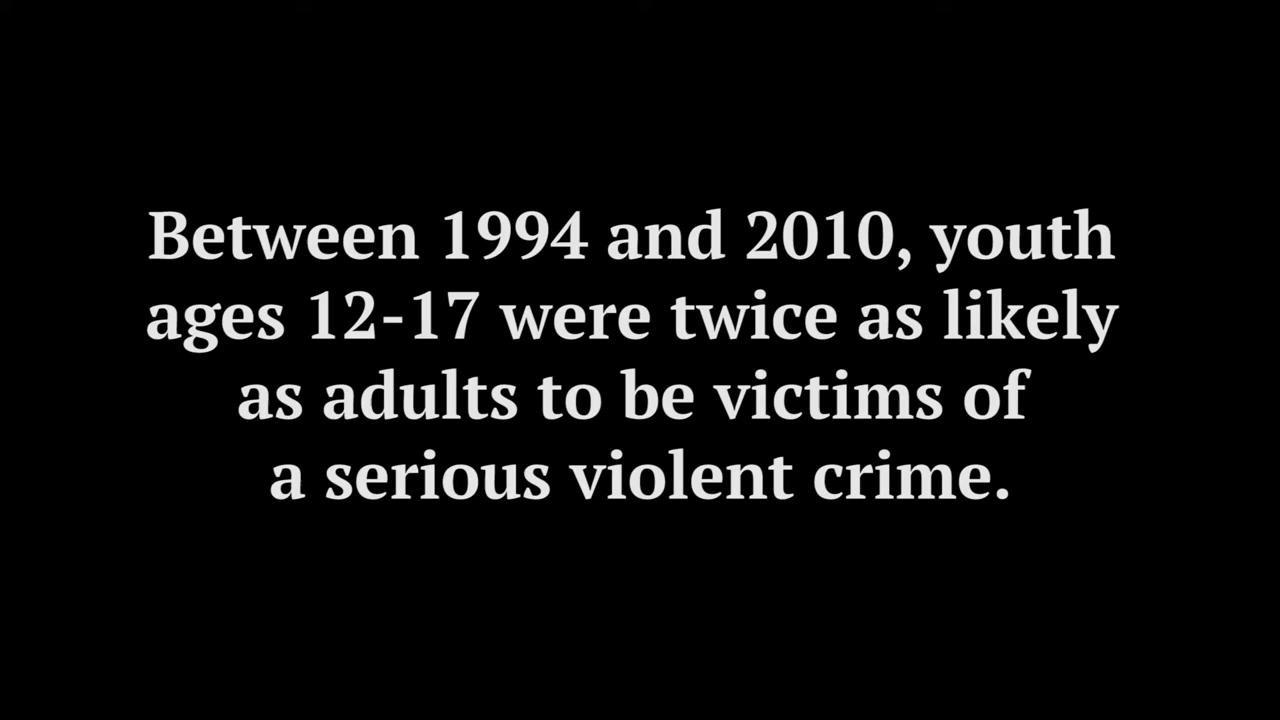 Between 1994 and 2010, youth
ages 12-17 were twice as likely
as adults to be victims of
a serious violent crime.